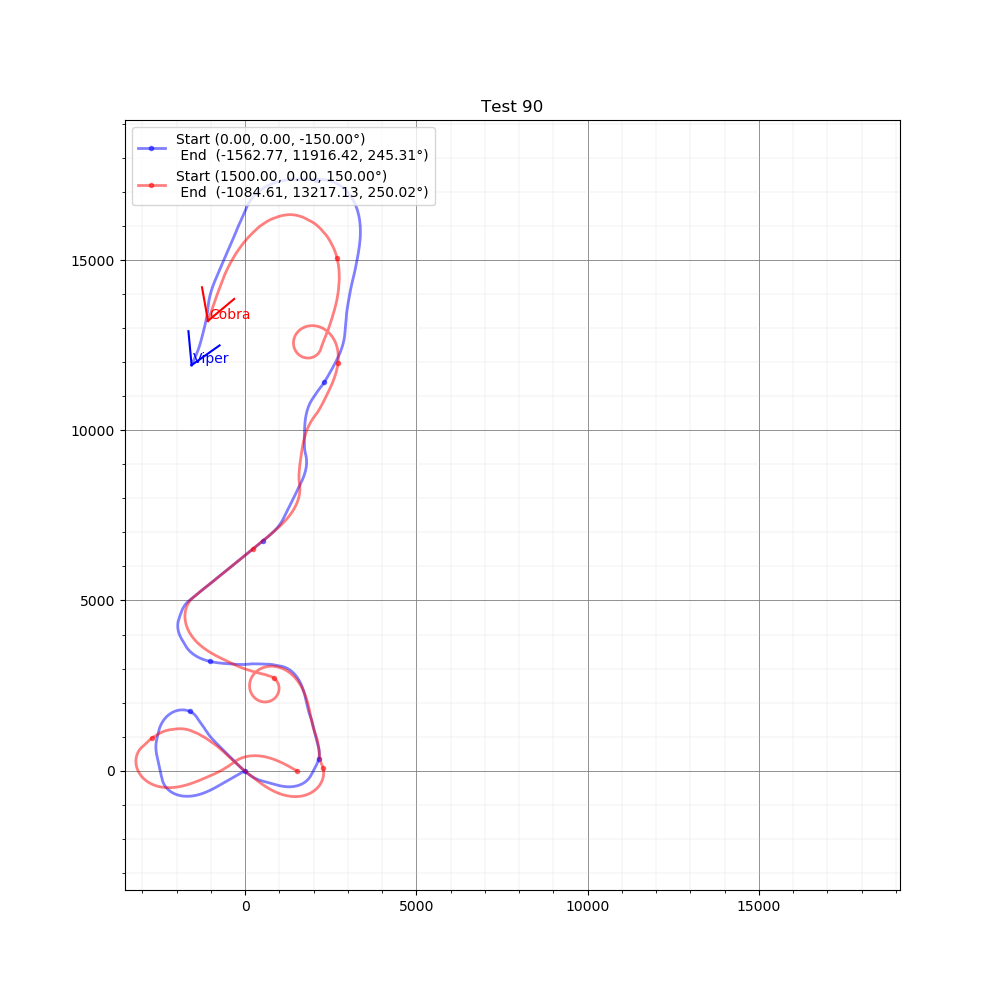 Test 90
Start (0.00, 0.00, -150.00°)
End (-1562.77, 11916.42, 245.31°)
Start (1500.00, 0.00, 150.00°)
End (-1084.61, 13217.13, 250.02°)
15000
Cobra
Viper
10000
5000
0
0 5000 10000 15000